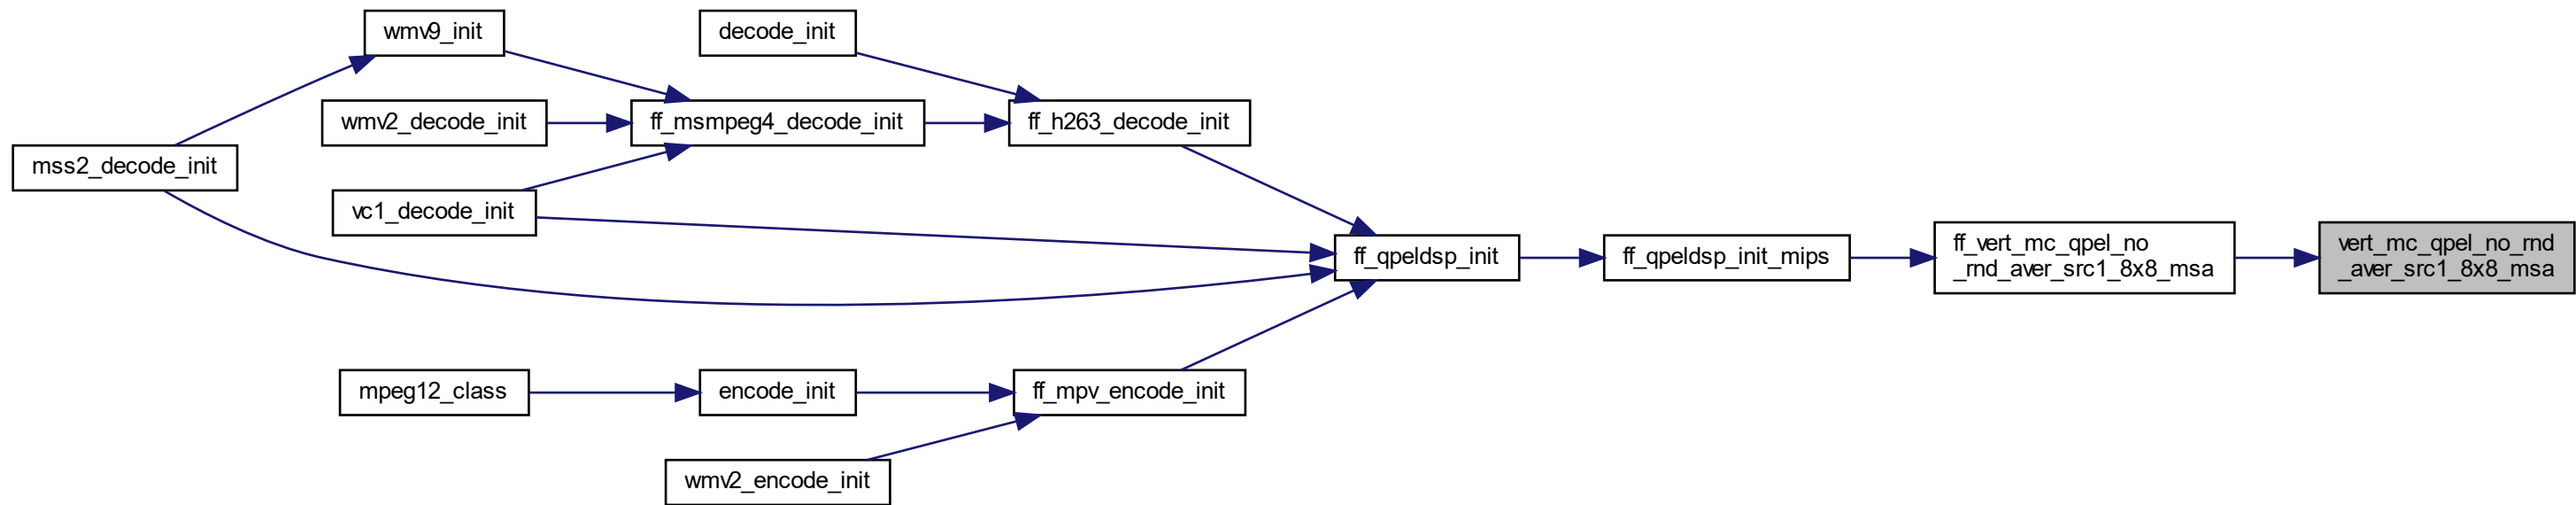 wmv9_init
decode_init
wmv2_decode_init
ff_msmpeg4_decode_init
ff_h263_decode_init
mss2_decode_init
vc1_decode_init
ff_qpeldsp_init
ff_qpeldsp_init_mips
ff_vert_mc_qpel_no
_rnd_aver_src1_8x8_msa
vert_mc_qpel_no_rnd
_aver_src1_8x8_msa
mpeg12_class
encode_init
ff_mpv_encode_init
wmv2_encode_init